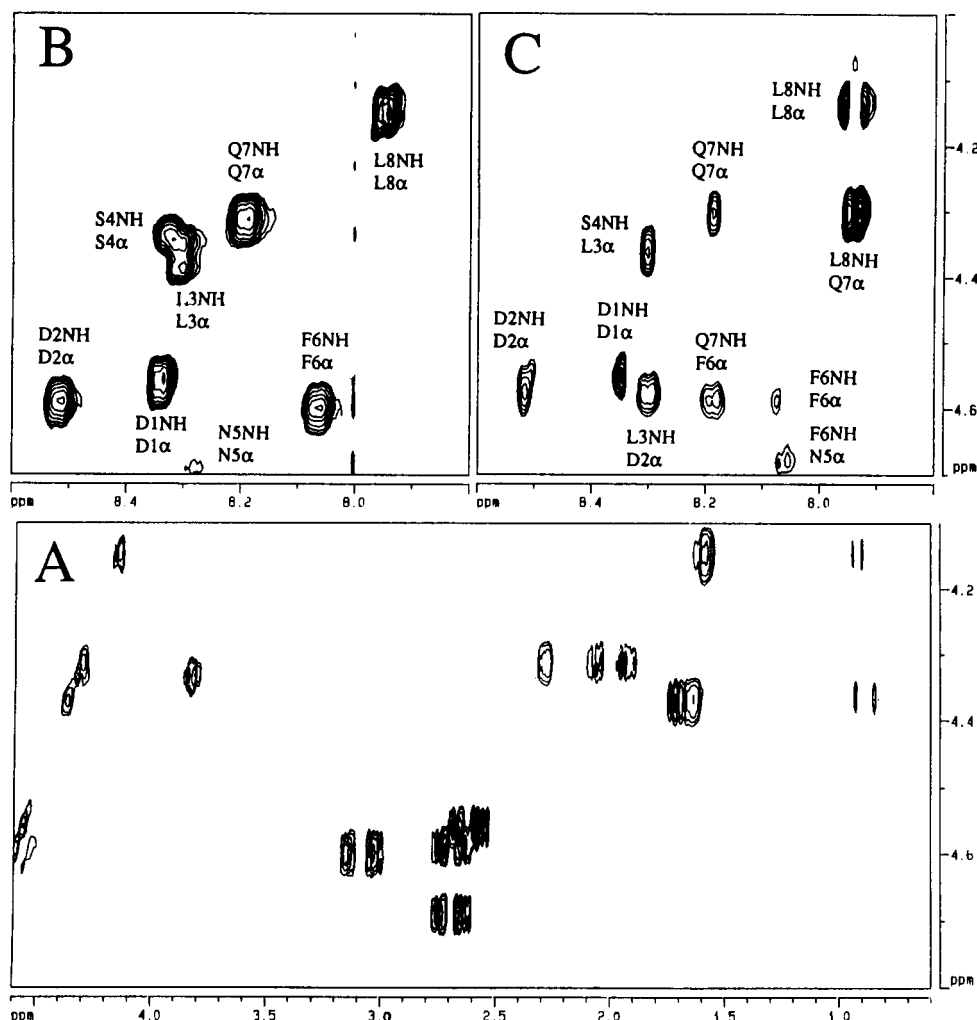 B
Q7NH
Q7α
L8NH
L8α
S4NH
S4α
L3NH
L3α
D2NH
D2α
F6NH
F6α
D1NH
D1α
N5NH
N5α
ppm
8.4
8.2
8.0
C
L8NH
L8α
Q7NH
Q7α
S4NH
L3α
L8NH
Q7α
D2NH
D2α
D1NH
D1α
Q7NH
F6α
F6NH
F6α
L3NH
D2α
F6NH
N5α
4.2
4.4
4.6
ppm
ppm
8.4
8.2
8.0
A
4.2
4.4
4.6
ppm
ppm
4.0
3.5
3.0
2.5
2.0
1.5
1.0